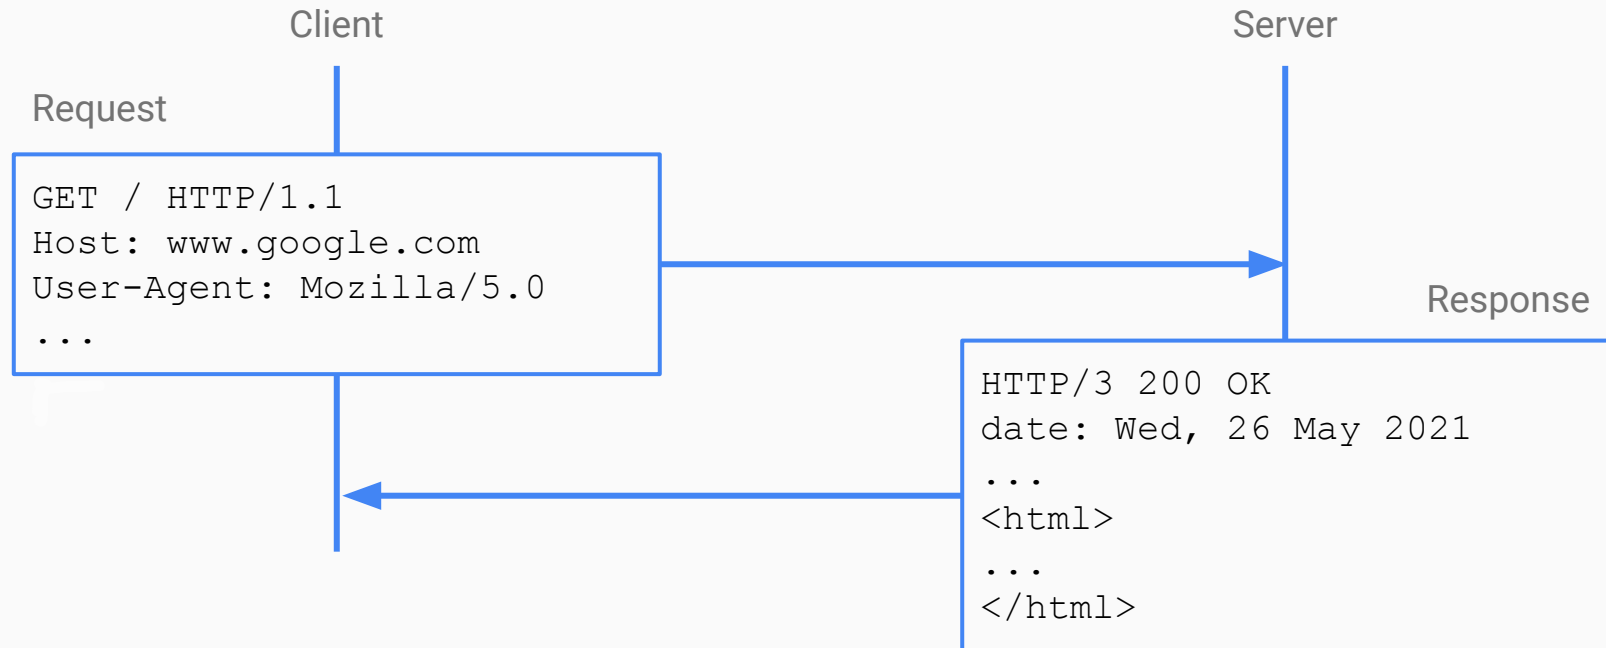 Client
Server
Request
GET / HTTP/1.1
Host: www.google.com
User-Agent: Mozilla/5.0
...
Response
HTTP/3 200 OK
date: Wed, 26 May 2021
...
<html>
...
</html>